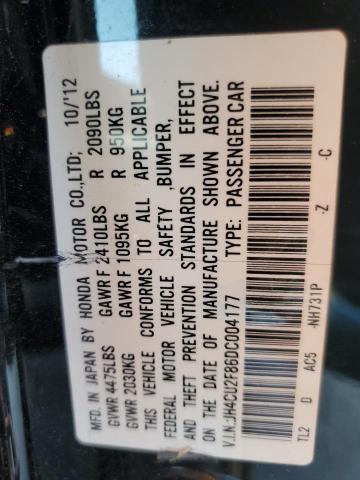 MFD. IN JAPAN BY HONDA MOTOR CO.,LTD; 10/'12
GVWR 4475LBS GAWR F 2410LBS R 2090LBS
GVWR 2030KG GAWR F 1095KG R 950KG
THIS VEHICLE CONFORMS TO ALL APPLICABLE
FEDERAL MOTOR VEHICLE SAFETY ,BUMPER,
AND THEFT PREVENTION STANDARDS IN EFFECT
ON THE DATE OF MANUFACTURE SHOWN ABOVE.
V.I.N.:JH4CU2F86DC004177 TYPE: PASSENGER CAR
TL2 D AC5 -NH731P -Z -C